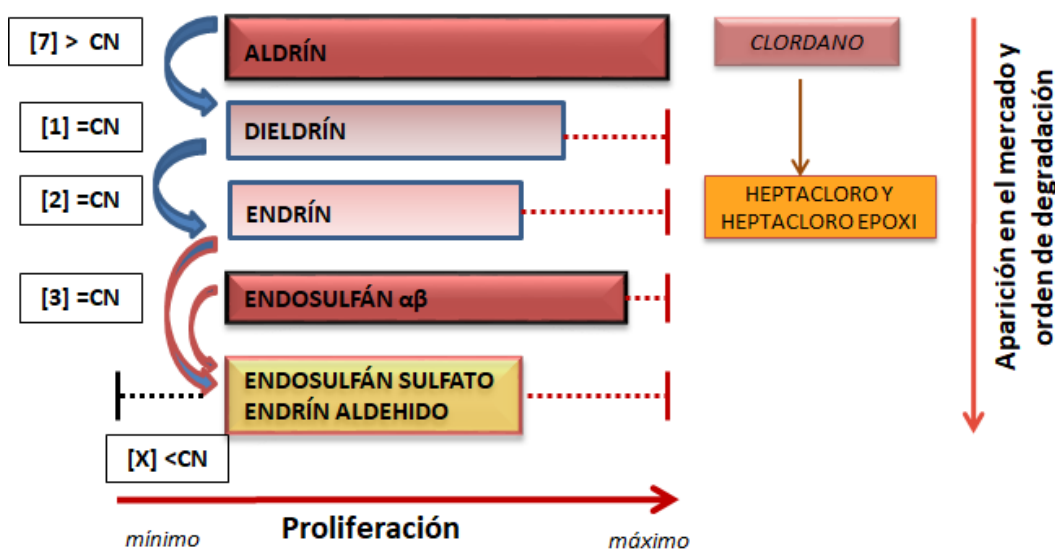 [7] > CN
ALDRÍN
CLORDANO
[1] =CN
DIELDRÍN
[2] =CN
ENDRÍN
HEPTACLORO Y
HEPTACLORO EPOXI
[3] =CN
ENDOSULFÁN αβ
ENDOSULFÁN SULFATO
ENDRÍN ALDEHIDO
[X] <CN
mínimo
Proliferación
máximo
Aparición en el mercado y
orden de degradación